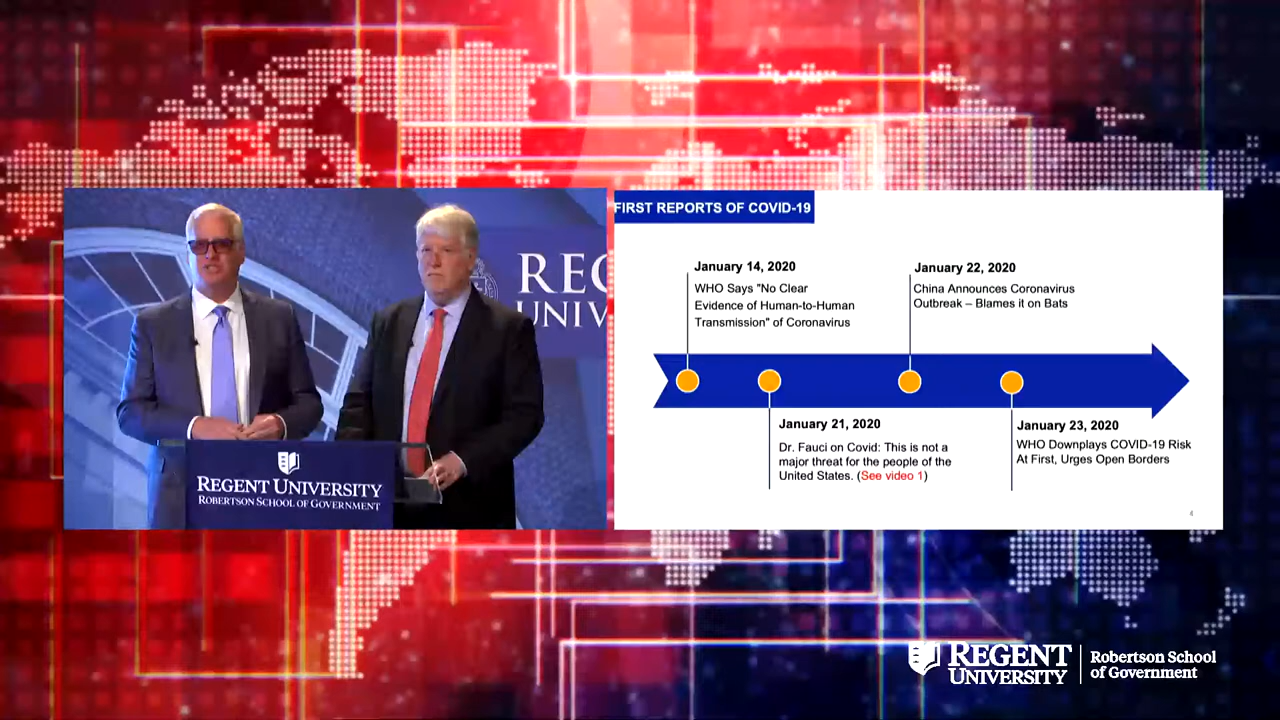 REG
UNIV
REGENT UNIVERSITY
ROBERTSON SCHOOL OF GOVERNMENT
FIRST REPORTS OF COVID-19
January 14, 2020
WHO Says "No Clear
Evidence of Human-to-Human
Transmission" of Coronavirus
January 22, 2020
China Announces Coronavirus
Outbreak – Blames it on Bats
January 21, 2020
Dr. Fauci on Covid: This is not a
major threat for the people of the
United States. (See video 1)
January 23, 2020
WHO Downplays COVID-19 Risk
At First, Urges Open Borders
4
REGENT
UNIVERSITY
Robertson School
of Government